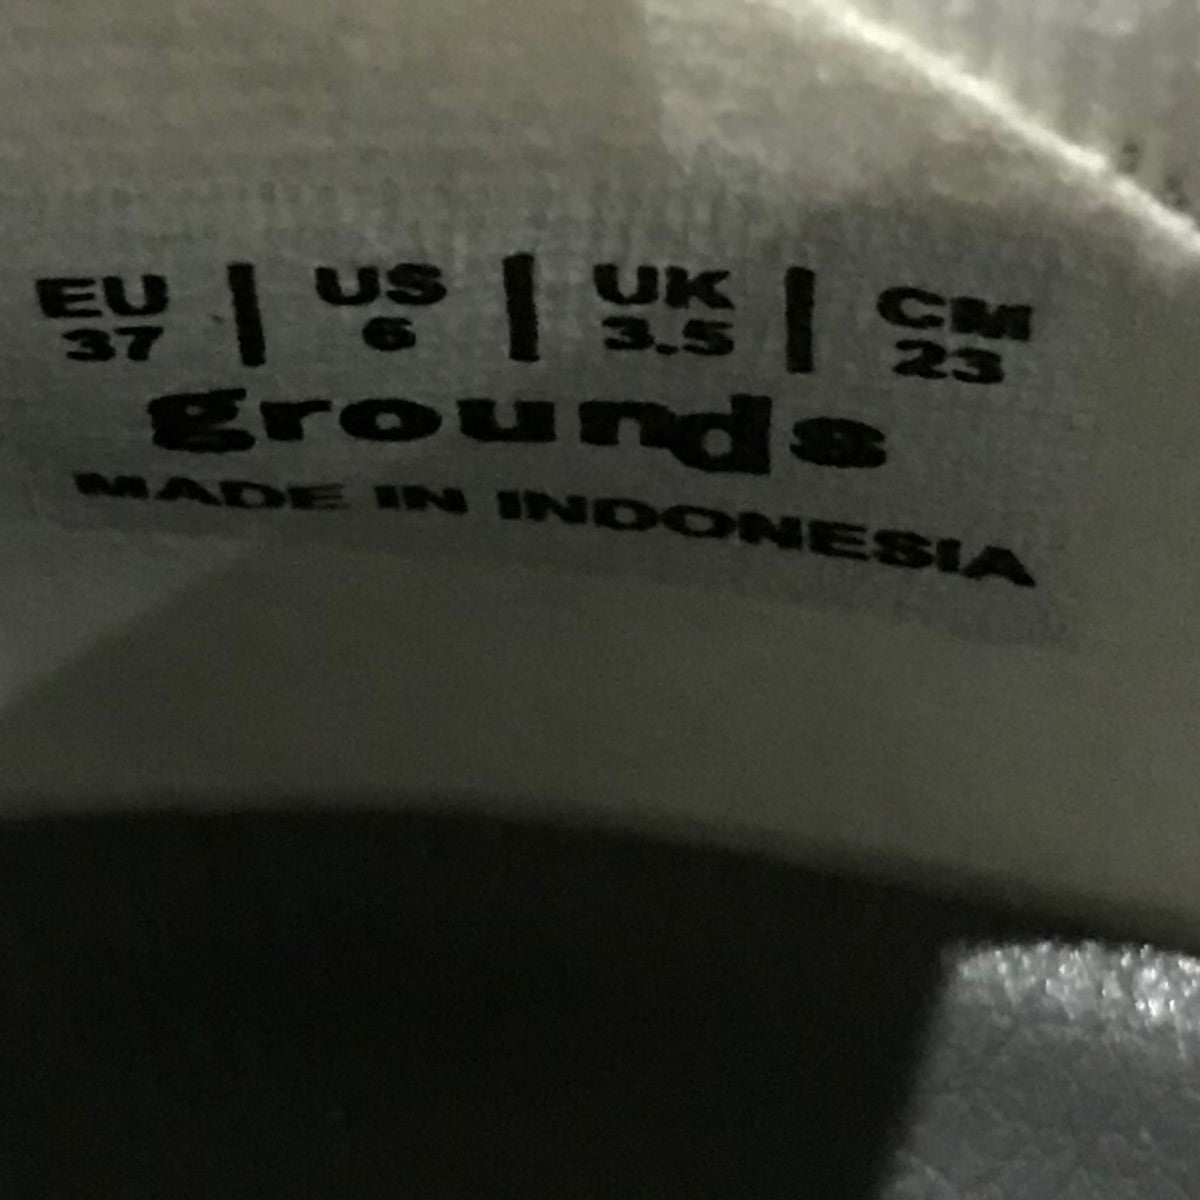 EU | US | UK | CM
37 6 3.5 23
grounds
MADE IN INDONESIA